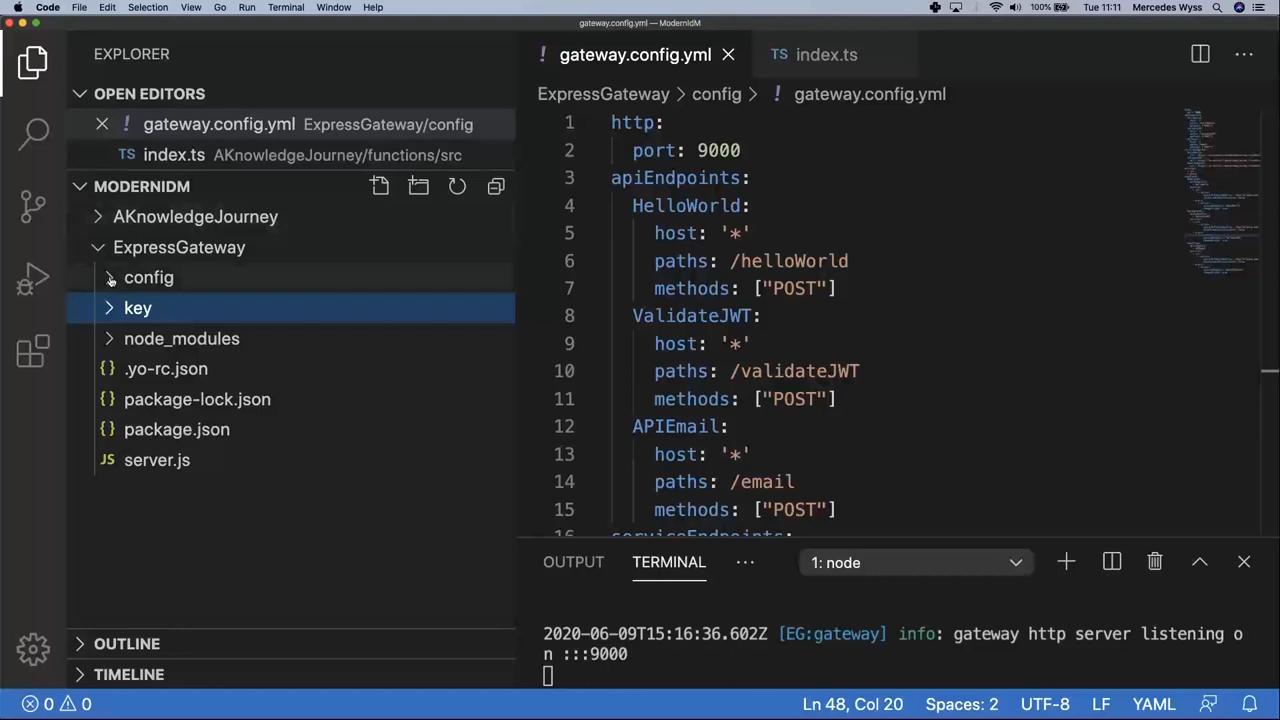 Code File Edit Selection View Go Run Terminal Window Help 100% Tue 11:11 Mercedes Wyss
gateway.config.yml — ModernIdM
EXPLORER
OPEN EDITORS
! gateway.config.yml ExpressGateway/config
TS index.ts AKnowledgeJourney/functions/src
MODERNIDM
AKnowledgeJourney
ExpressGateway
config
key
node_modules
{} .yo-rc.json
{} package-lock.json
{} package.json
JS server.js
OUTLINE
TIMELINE
! gateway.config.yml TS index.ts
ExpressGateway > config > ! gateway.config.yml
1 http:
2 port: 9000
3 apiEndpoints:
4 HelloWorld:
5 host: '*'
6 paths: /helloWorld
7 methods: ["POST"]
8 ValidateJWT:
9 host: '*'
10 paths: /validateJWT
11 methods: ["POST"]
12 APIEmail:
13 host: '*'
14 paths: /email
15 methods: ["POST"]
16 serviceEndpoints:
OUTPUT TERMINAL ··· 1: node
2020-06-09T15:16:36.602Z [EG:gateway] info: gateway http server listening o
n :::9000
0 0 Ln 48, Col 20 Spaces: 2 UTF-8 LF YAML